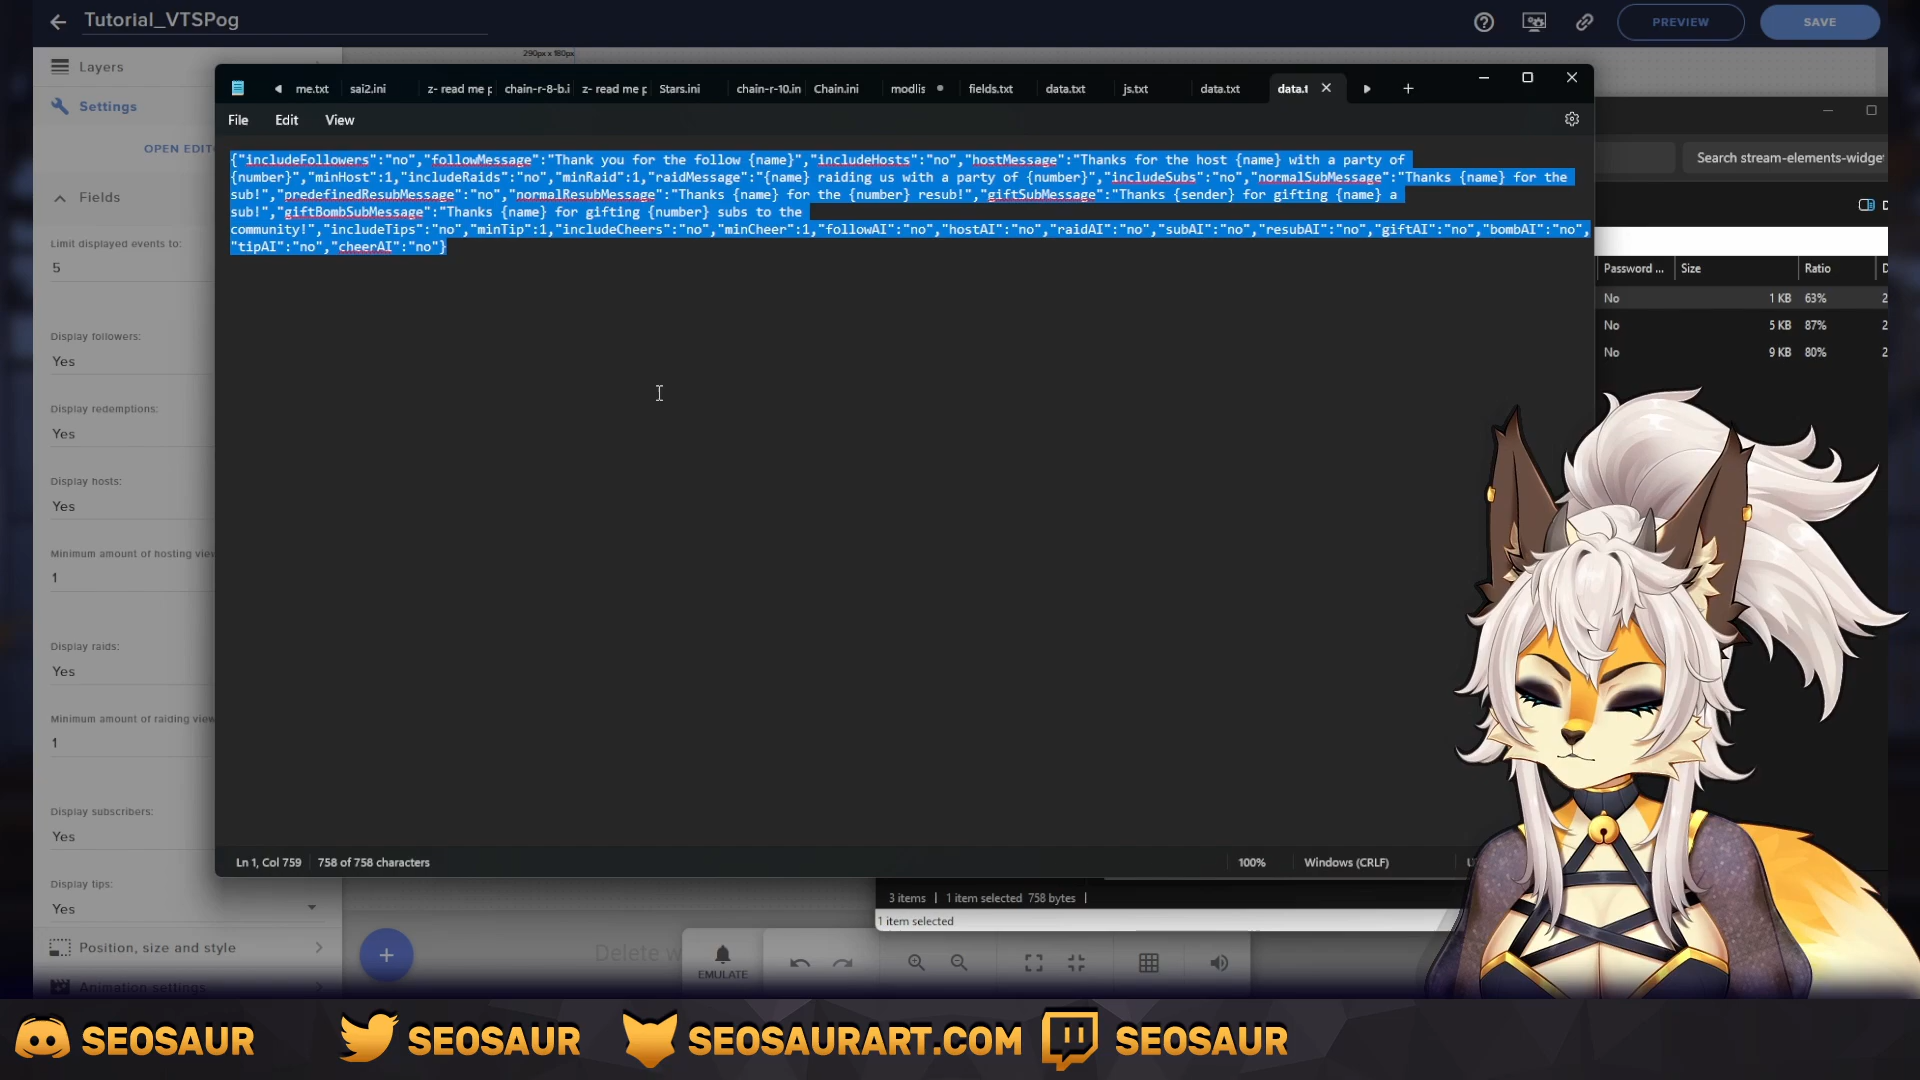 Tutorial_VTSPog
PREVIEW
SAVE
290px x 180px
Layers
Settings
OPEN EDIT
Fields
Limit displayed events to:
5
Display followers:
Yes
Display redemptions:
Yes
Display hosts:
Yes
Minimum amount of hosting view
1
Display raids:
Yes
Minimum amount of raiding view
1
Display subscribers:
Yes
Display tips:
Yes
Position, size and style
Animation settings
me.txt sai2.ini z- read me p chain-r-8-b.i z- read me p Stars.ini chain-r-10.in Chain.ini modlis fields.txt data.txt js.txt data.txt data.t
File Edit View
{"includeFollowers":"no","followMessage":"Thank you for the follow {name}","includeHosts":"no","hostMessage":"Thanks for the host {name} with a party of
{number}","minHost":1,"includeRaids":"no","minRaid":1,"raidMessage":"{name} raiding us with a party of {number}","includeSubs":"no","normalSubMessage":"Thanks {name} for the
sub!","predefinedResubMessage":"no","normalResubMessage":"Thanks {name} for the {number} resub!","giftSubMessage":"Thanks {sender} for gifting {name} a
sub!","giftBombSubMessage":"Thanks {name} for gifting {number} subs to the
community!","includeTips":"no","minTip":1,"includeCheers":"no","minCheer":1,"followAI":"no","hostAI":"no","raidAI":"no","subAI":"no","resubAI":"no","giftAI":"no","bombAI":"no",
"tipAI":"no","cheerAI":"no"}
Ln 1, Col 759 758 of 758 characters 100% Windows (CRLF)
Search stream-elements-widge
Password ... Size Ratio
No 1 KB 63%
No 5 KB 87%
No 9 KB 80%
3 items 1 item selected 758 bytes
1 item selected
Delete
EMULATE
SEOSAUR SEOSAUR SEOSAURART.COM SEOSAUR